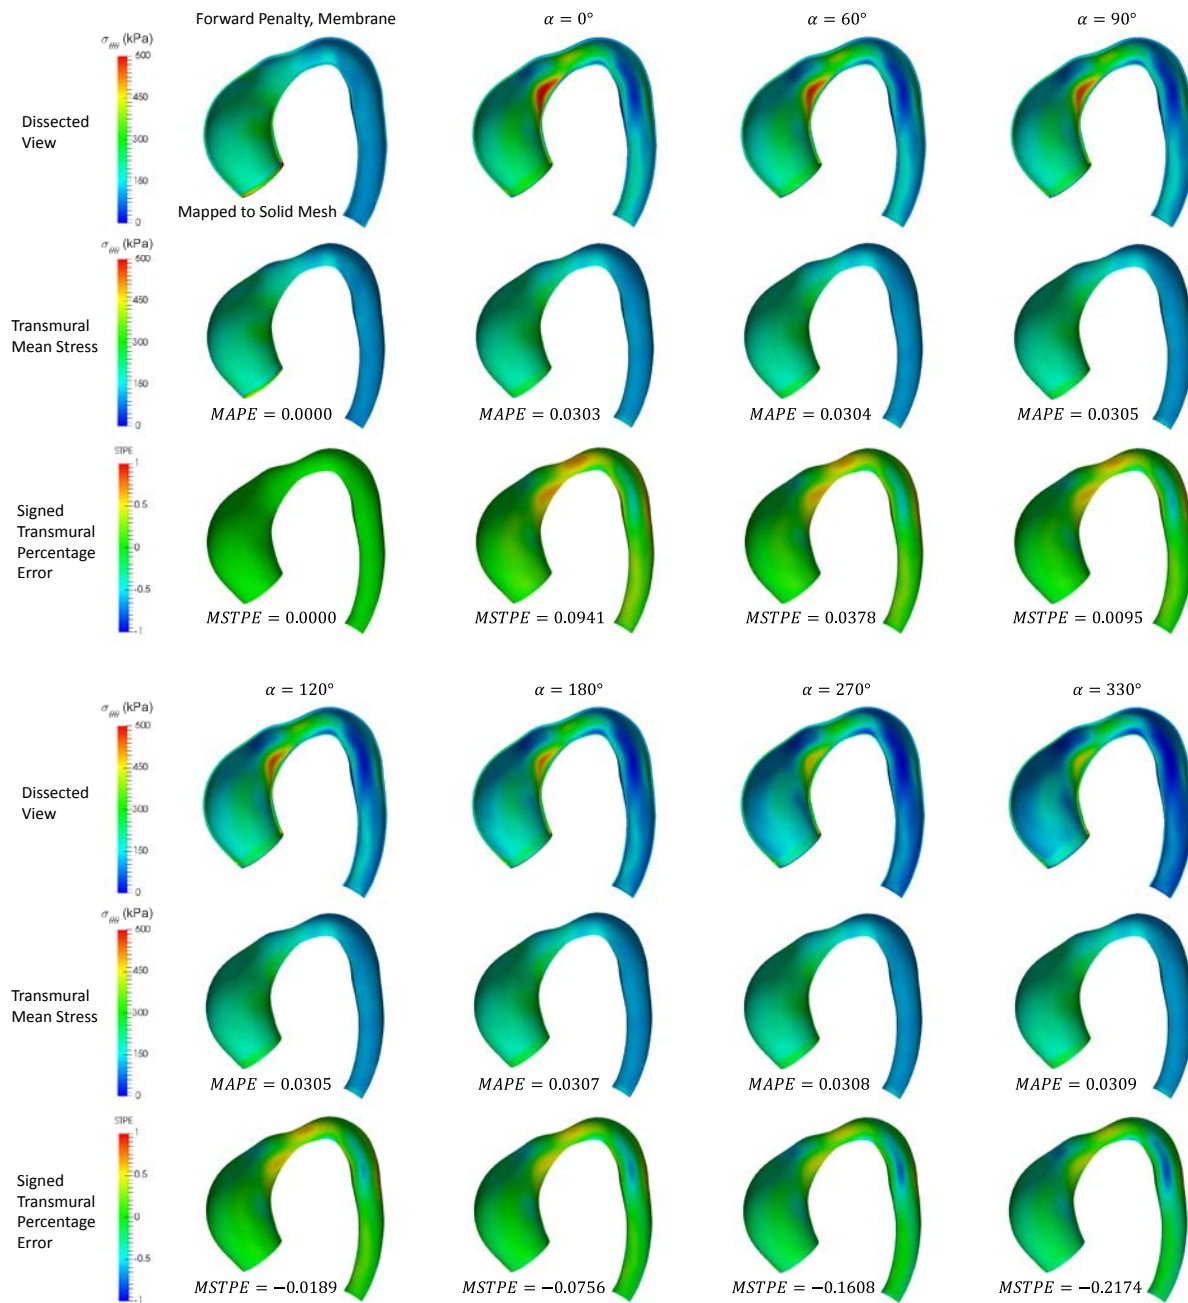 Forward Penalty, Membrane
α = 0°
α = 60°
α = 90°
σθθ (kPa)
600
450
300
150
0
Dissected
View
Mapped to Solid Mesh
σθθ (kPa)
600
450
300
150
0
Transmural
Mean Stress
MAPE = 0.0000
MAPE = 0.0303
MAPE = 0.0304
MAPE = 0.0305
STPE
1
0.5
0
-0.5
-1
Signed
Transmural
Percentage
Error
MSTPE = 0.0000
MSTPE = 0.0941
MSTPE = 0.0378
MSTPE = 0.0095
α = 120°
α = 180°
α = 270°
α = 330°
σθθ (kPa)
600
450
300
150
0
Dissected
View
σθθ (kPa)
600
450
300
150
0
Transmural
Mean Stress
MAPE = 0.0305
MAPE = 0.0307
MAPE = 0.0308
MAPE = 0.0309
STPE
1
0.5
0
-0.5
-1
Signed
Transmural
Percentage
Error
MSTPE = −0.0189
MSTPE = −0.0756
MSTPE = −0.1608
MSTPE = −0.2174